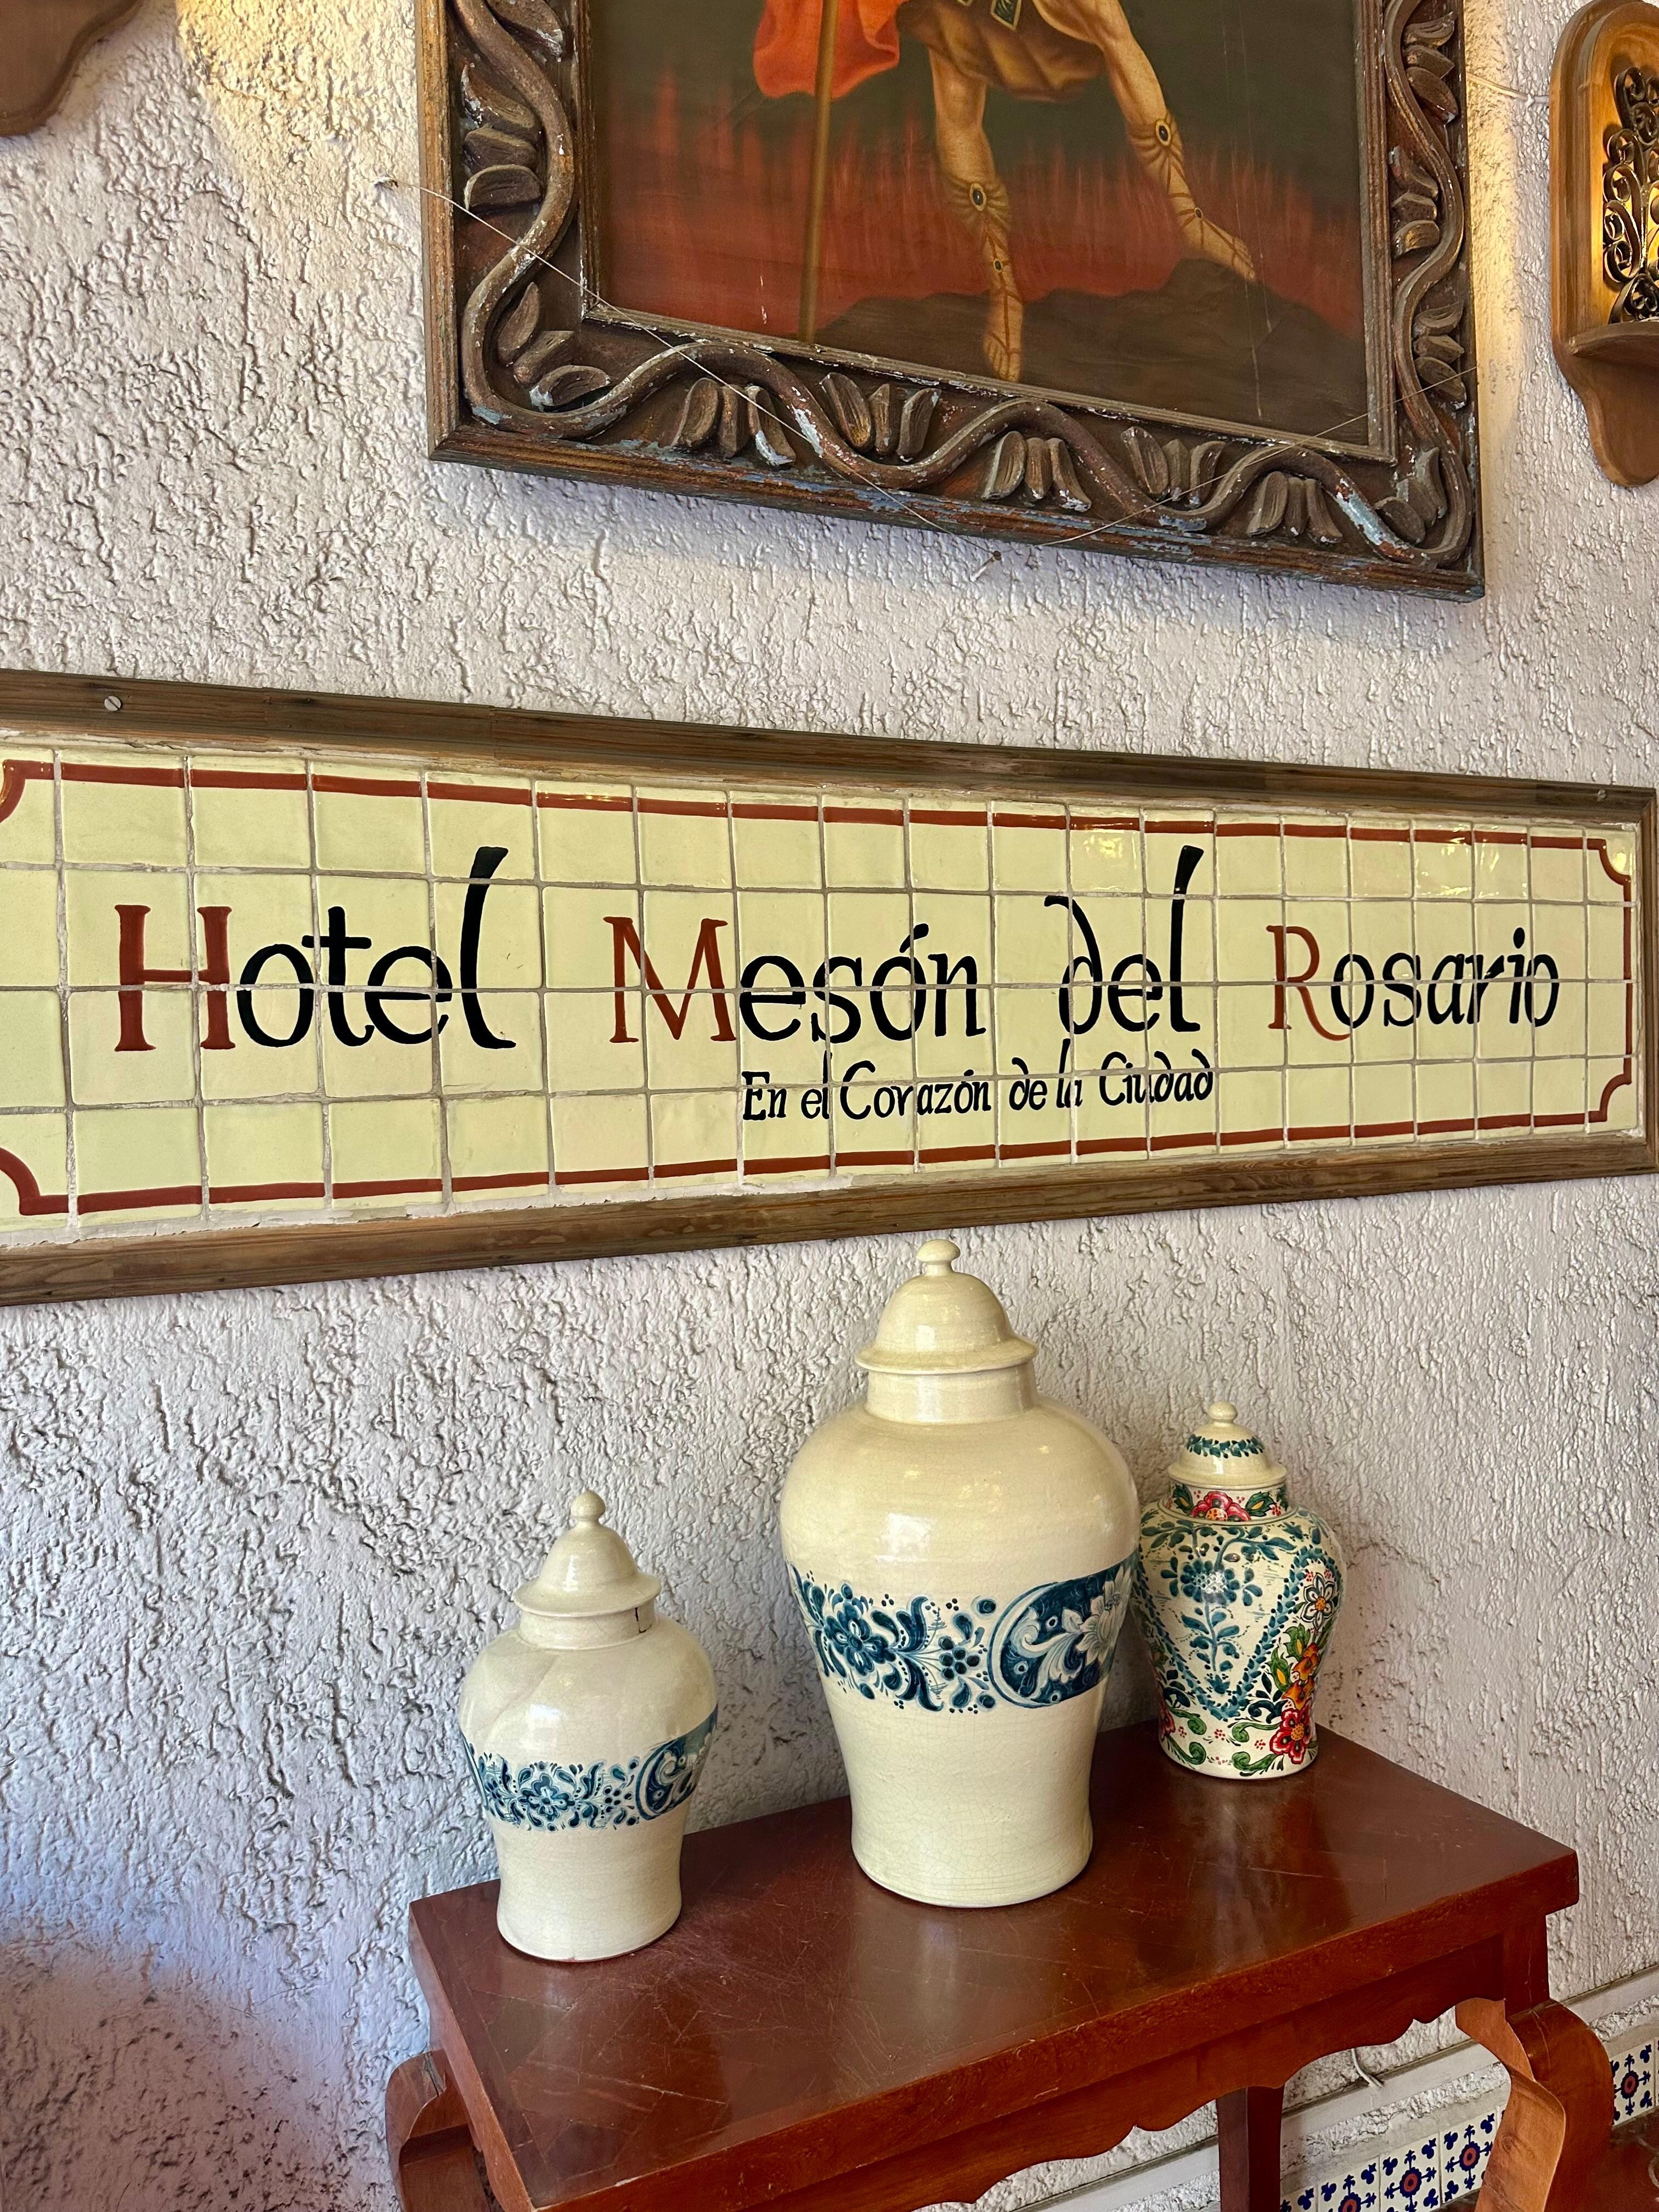 Hotel Mesón del Rosario
En el Corazón de la Ciudad